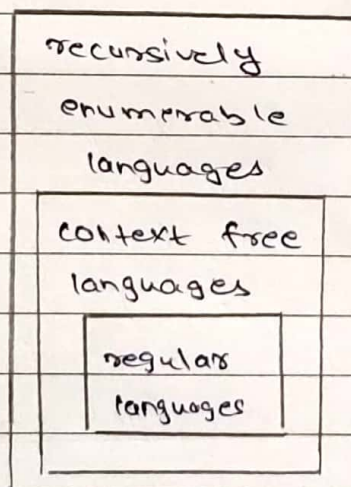 recursively
enumerable
languages
context free
languages
regular
languages